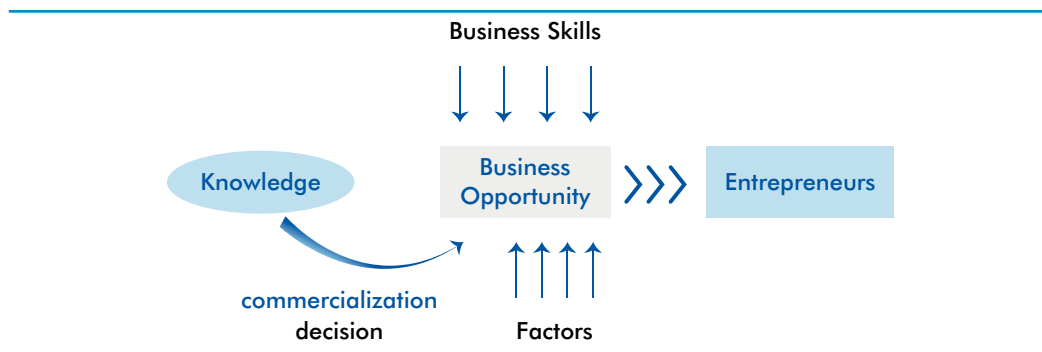 Business Skills
Knowledge
Business
Opportunity
Entrepreneurs
commercialization
decision
Factors